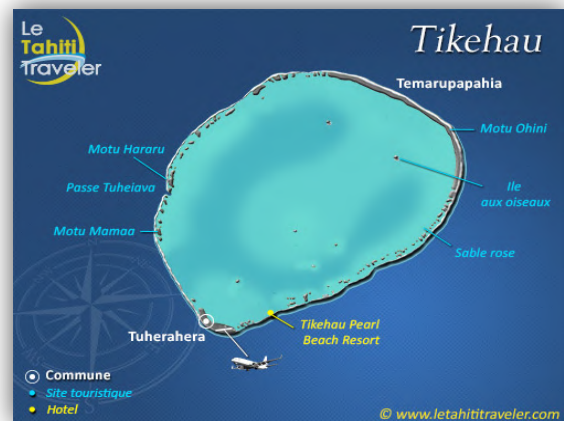 Le
Tahiti
Traveler
Tikehau
Temarupapahia
Motu Ohini
Motu Hararu
Ile
aux oiseaux
Passe Tuheiava
Motu Mamaa
Sable rose
Tikehau Pearl
Beach Resort
Tuherahera
Commune
Site touristique
Hotel
© www.letahititraveler.com